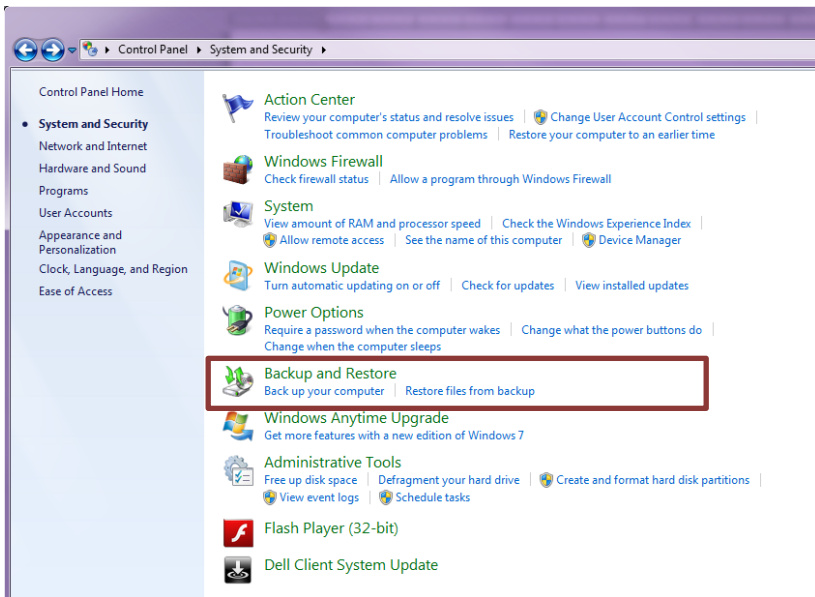 Control Panel System and Security
Control Panel Home
System and Security
Network and Internet
Hardware and Sound
Programs
User Accounts
Appearance and
Personalization
Clock, Language, and Region
Ease of Access
Action Center
Review your computer's status and resolve issues Change User Account Control settings
Troubleshoot common computer problems Restore your computer to an earlier time
Windows Firewall
Check firewall status Allow a program through Windows Firewall
System
View amount of RAM and processor speed Check the Windows Experience Index
Allow remote access See the name of this computer Device Manager
Windows Update
Turn automatic updating on or off Check for updates View installed updates
Power Options
Require a password when the computer wakes Change what the power buttons do
Change when the computer sleeps
Backup and Restore
Back up your computer Restore files from backup
Windows Anytime Upgrade
Get more features with a new edition of Windows 7
Administrative Tools
Free up disk space Defragment your hard drive Create and format hard disk partitions
View event logs Schedule tasks
Flash Player (32-bit)
Dell Client System Update